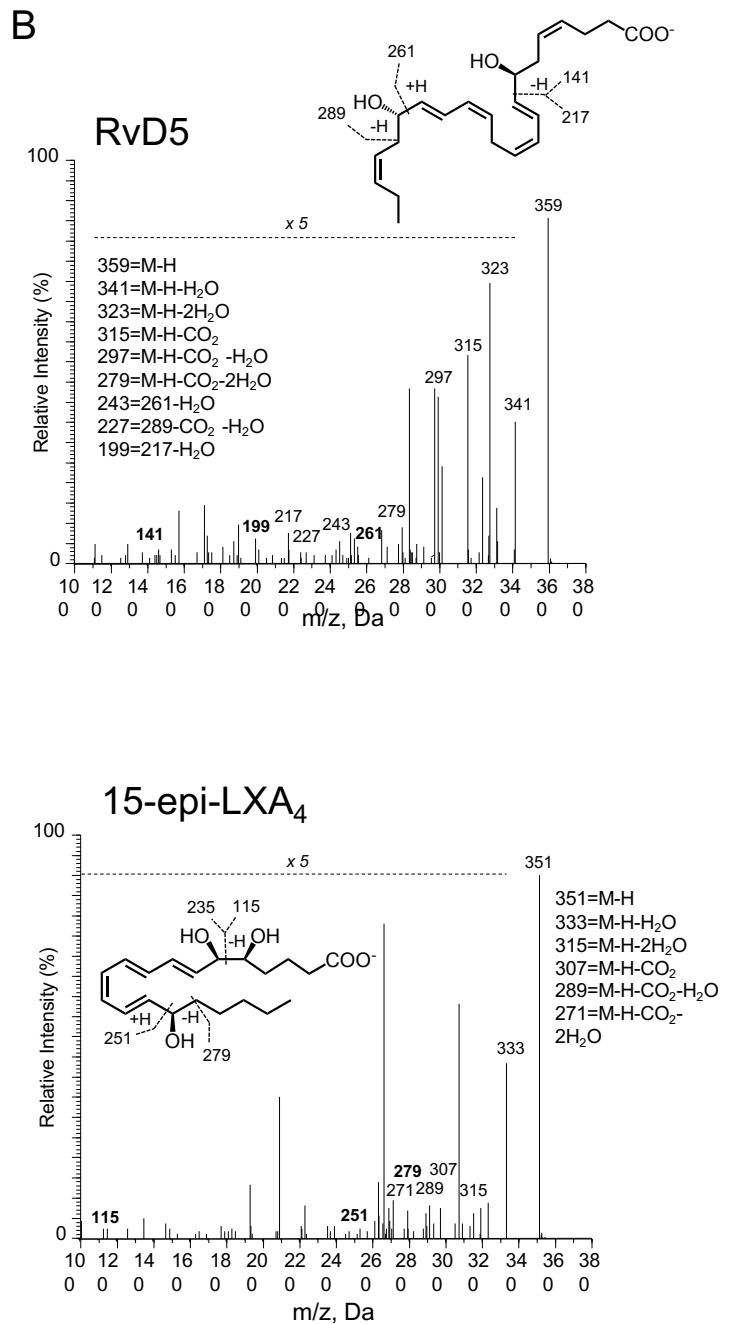 B
RvD5
COO⁻
HO
-H 141
217
261
+H
HO
289
-H
100
x 5
359
323
315
297
341
359=M-H
341=M-H-H₂O
323=M-H-2H₂O
315=M-H-CO₂
297=M-H-CO₂ -H₂O
279=M-H-CO₂-2H₂O
243=261-H₂O
227=289-CO₂ -H₂O
199=217-H₂O
Relative Intensity (%)
141
199
217
227
243
261
279
0
10 12 14 16 18 20 22 24 26 28 30 32 34 36 38
0 0 0 0 0 0 0 0 0 0 0 0 0 0 0
m/z, Da
15-epi-LXA₄
100
x 5
351
351=M-H
333=M-H-H₂O
315=M-H-2H₂O
307=M-H-CO₂
289=M-H-CO₂-H₂O
271=M-H-CO₂-
2H₂O
235 115
HO -H OH
COO⁻
+H -H
251
OH 279
Relative Intensity (%)
333
279 307
271 289 315
251
115
0
10 12 14 16 18 20 22 24 26 28 30 32 34 36 38
0 0 0 0 0 0 0 0 0 0 0 0 0 0 0
m/z, Da